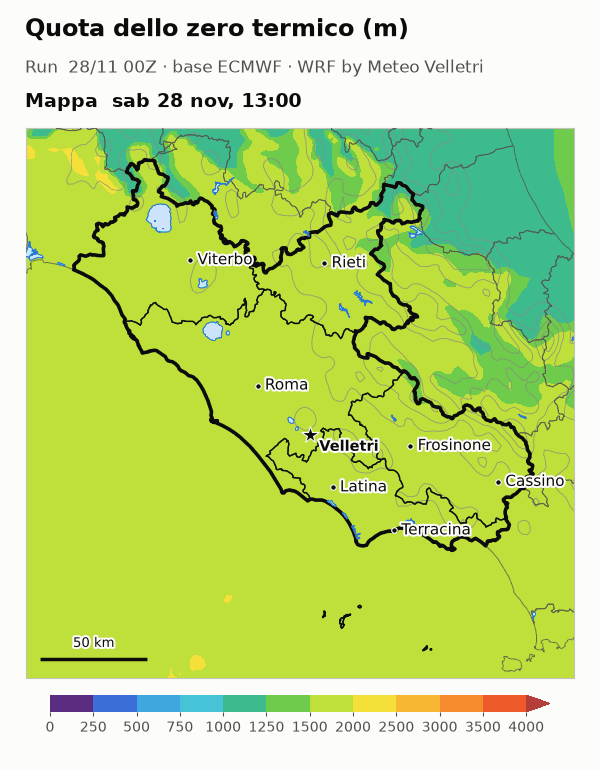 Quota dello zero termico (m)
Run  28/11 00Z · base ECMWF · WRF by Meteo Velletri
Mappa  sab 28 nov, 13:00
Viterbo
Rieti
Roma
Velletri
Frosinone
Latina
Cassino
Terracina
50 km
0 250 500 750 1000 1250 1500 2000 2500 3000 3500 4000